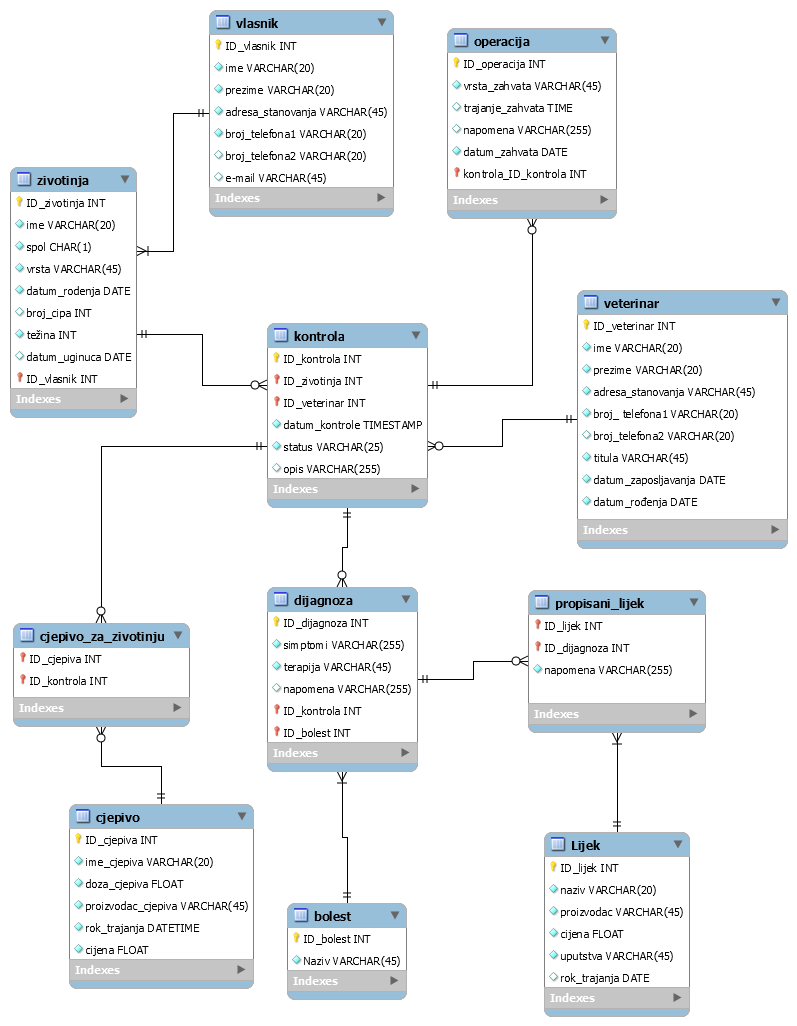 vlasnik
ID_vlasnik INT
ime VARCHAR(20)
prezime VARCHAR(20)
adresa_stanovanja VARCHAR(45)
broj_telefona1 VARCHAR(20)
broj_telefona2 VARCHAR(20)
e-mail VARCHAR(45)
Indexes
operacija
ID_operacija INT
vrsta_zahvata VARCHAR(45)
trajanje_zahvata TIME
napomena VARCHAR(255)
datum_zahvata DATE
kontrola_ID_kontrola INT
Indexes
zivotinja
ID_zivotinja INT
ime VARCHAR(20)
spol CHAR(1)
vrsta VARCHAR(45)
datum_rodenja DATE
broj_cipa INT
težina INT
datum_uginuca DATE
ID_vlasnik INT
Indexes
kontrola
ID_kontrola INT
ID_zivotinja INT
ID_veterinar INT
datum_kontrole TIMESTAMP
status VARCHAR(25)
opis VARCHAR(255)
Indexes
veterinar
ID_veterinar INT
ime VARCHAR(20)
prezime VARCHAR(20)
adresa_stanovanja VARCHAR(45)
broj_ telefona1 VARCHAR(20)
broj_telefona2 VARCHAR(20)
titula VARCHAR(45)
datum_zaposljavanja DATE
datum_rođenja DATE
Indexes
cjepivo_za_zivotinju
ID_cjepiva INT
ID_kontrola INT
Indexes
dijagnoza
ID_dijagnoza INT
simptomi VARCHAR(255)
terapija VARCHAR(45)
napomena VARCHAR(255)
ID_kontrola INT
ID_bolest INT
Indexes
propisani_lijek
ID_lijek INT
ID_dijagnoza INT
napomena VARCHAR(255)
Indexes
cjepivo
ID_cjepiva INT
ime_cjepiva VARCHAR(20)
doza_cjepiva FLOAT
proizvodac_cjepiva VARCHAR(45)
rok_trajanja DATETIME
cijena FLOAT
Indexes
bolest
ID_bolest INT
Naziv VARCHAR(45)
Indexes
Lijek
ID_lijek INT
naziv VARCHAR(20)
proizvodac VARCHAR(45)
cijena FLOAT
uputstva VARCHAR(45)
rok_trajanja DATE
Indexes